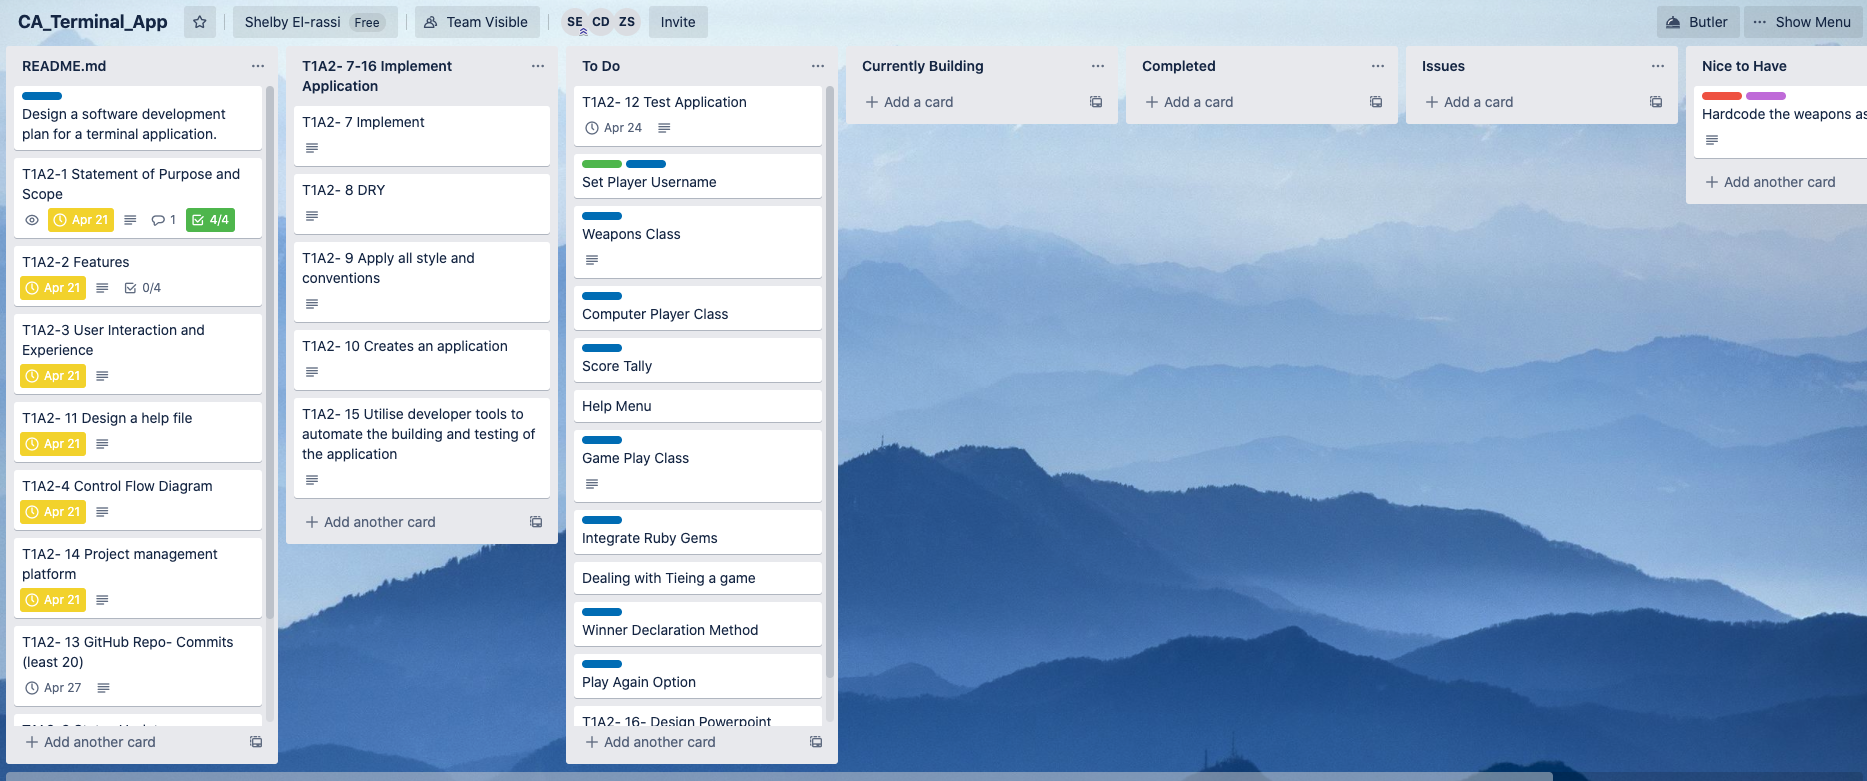 CA_Terminal_App
Shelby El-rassi Free
Team Visible
SE CD ZS
Invite
Butler
Show Menu
README.md
Design a software development
plan for a terminal application.
T1A2-1 Statement of Purpose and
Scope
Apr 21 1 4/4
T1A2-2 Features
Apr 21 0/4
T1A2-3 User Interaction and
Experience
Apr 21
T1A2- 11 Design a help file
Apr 21
T1A2-4 Control Flow Diagram
Apr 21
T1A2- 14 Project management
platform
Apr 21
T1A2- 13 GitHub Repo- Commits
(least 20)
Apr 27
+ Add another card
T1A2- 7-16 Implement
Application
T1A2- 7 Implement
T1A2- 8 DRY
T1A2- 9 Apply all style and
conventions
T1A2- 10 Creates an application
T1A2- 15 Utilise developer tools to
automate the building and testing of
the application
+ Add another card
To Do
T1A2- 12 Test Application
Apr 24
Set Player Username
Weapons Class
Computer Player Class
Score Tally
Help Menu
Game Play Class
Integrate Ruby Gems
Dealing with Tieing a game
Winner Declaration Method
Play Again Option
T1A2- 16- Design Powerpoint
+ Add another card
Currently Building
+ Add a card
Completed
+ Add a card
Issues
+ Add a card
Nice to Have
Hardcode the weapons as
+ Add another card